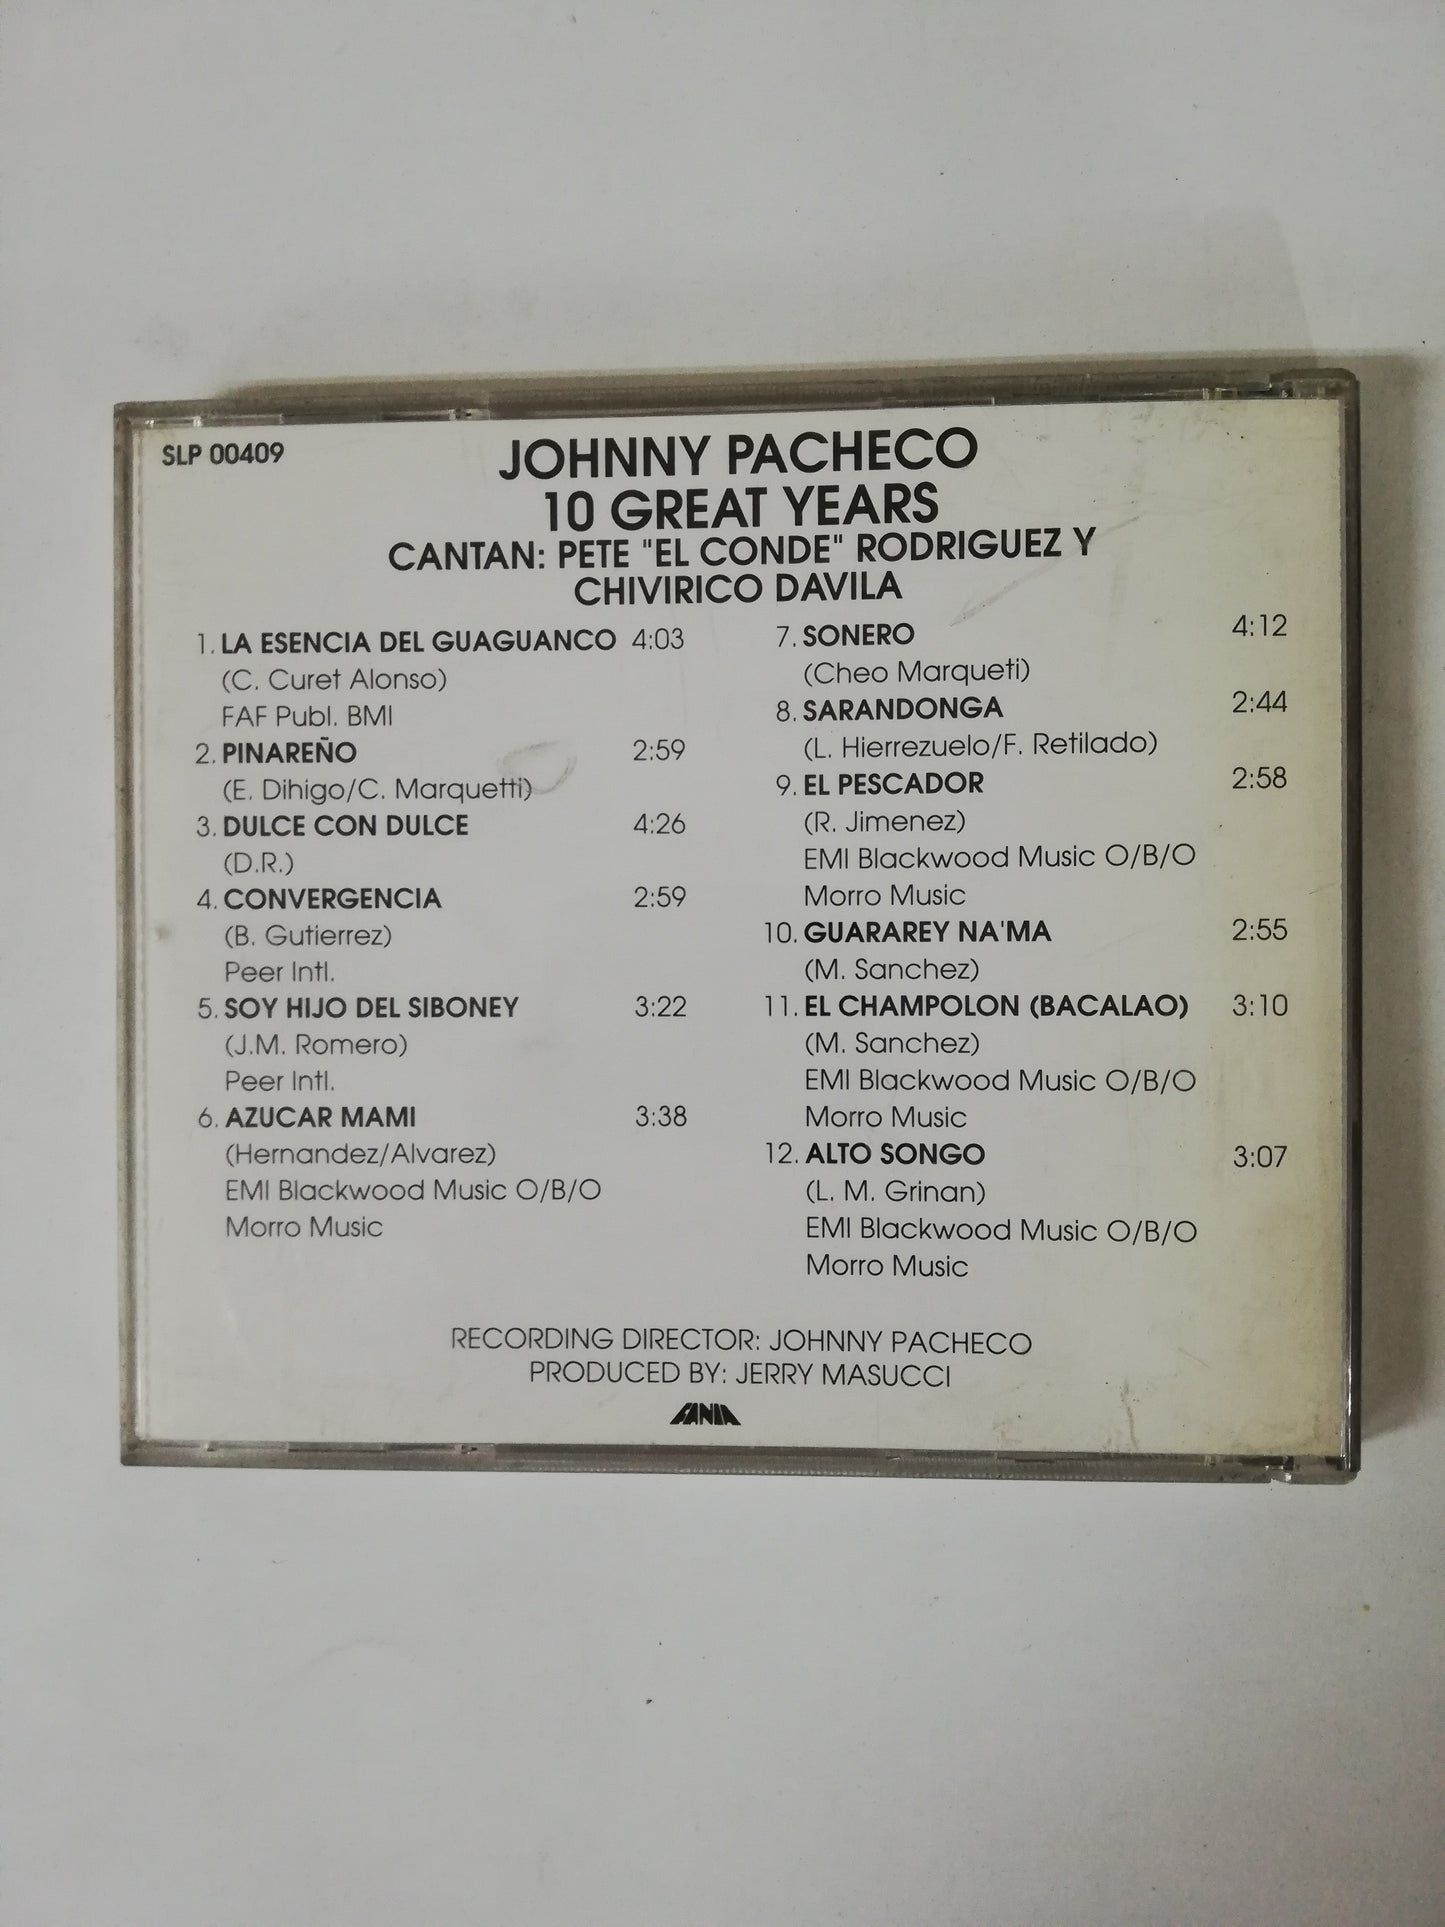 SLP 00409
JOHNNY PACHECO
10 GREAT YEARS
CANTAN: PETE "EL CONDE" RODRIGUEZ Y
CHIVIRICO DAVILA
1. LA ESENCIA DEL GUAGUANCO 4:03
(C. Curet Alonso)
FAF Publ. BMI
2. PINAREÑO 2:59
(E. Dihigo/C. Marquetti)
3. DULCE CON DULCE 4:26
(D.R.)
4. CONVERGENCIA 2:59
(B. Gutierrez)
Peer Intl.
5. SOY HIJO DEL SIBONEY 3:22
(J.M. Romero)
Peer Intl.
6. AZUCAR MAMI 3:38
(Hernandez/Alvarez)
EMI Blackwood Music O/B/O
Morro Music
7. SONERO 4:12
(Cheo Marqueti)
8. SARANDONGA 2:44
(L. Hierrezuelo/F. Retilado)
9. EL PESCADOR 2:58
(R. Jimenez)
EMI Blackwood Music O/B/O
Morro Music
10. GUARAREY NA'MA 2:55
(M. Sanchez)
11. EL CHAMPOLON (BACALAO) 3:10
(M. Sanchez)
EMI Blackwood Music O/B/O
Morro Music
12. ALTO SONGO 3:07
(L. M. Grinan)
EMI Blackwood Music O/B/O
Morro Music
RECORDING DIRECTOR: JOHNNY PACHECO
PRODUCED BY: JERRY MASUCCI
FANIA